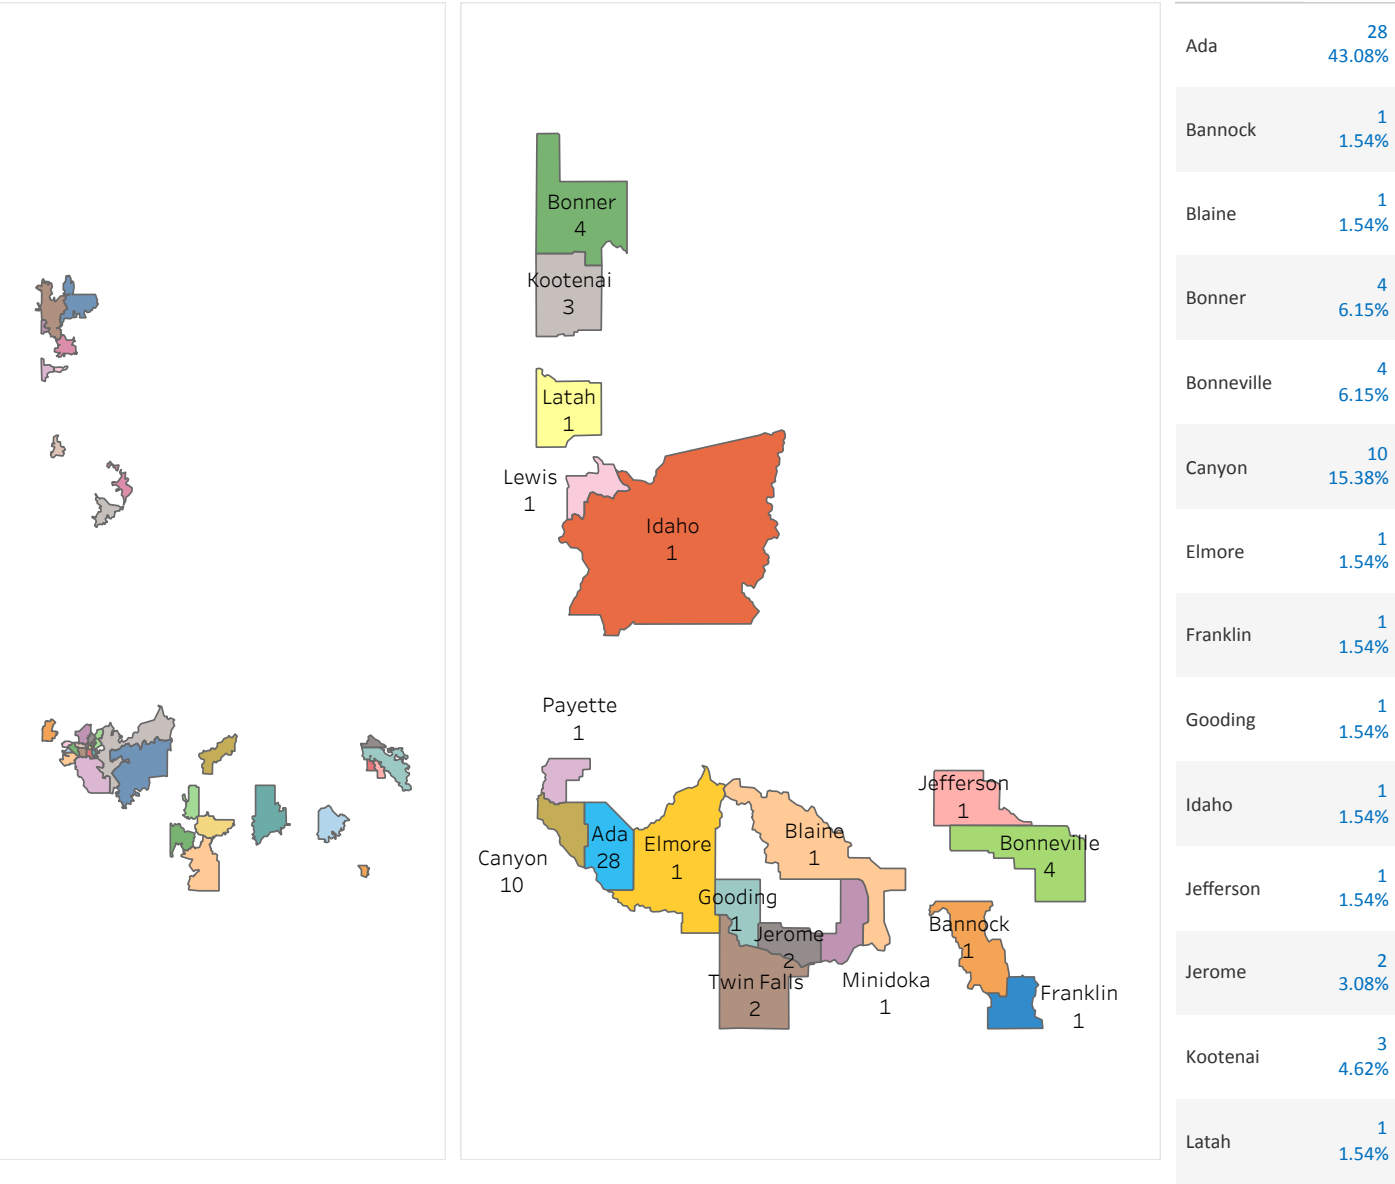 Bonner
4
Kootenai
3
Latah
1
Lewis
1
Idaho
1
Payette
1
Canyon
10
Ada
28
Elmore
1
Blaine
1
Gooding
1
Jerome
2
Twin Falls
2
Minidoka
1
Jefferson
1
Bonneville
4
Bannock
1
Franklin
1
Ada 28
43.08%
Bannock 1
1.54%
Blaine 1
1.54%
Bonner 4
6.15%
Bonneville 4
6.15%
Canyon 10
15.38%
Elmore 1
1.54%
Franklin 1
1.54%
Gooding 1
1.54%
Idaho 1
1.54%
Jefferson 1
1.54%
Jerome 2
3.08%
Kootenai 3
4.62%
Latah 1
1.54%